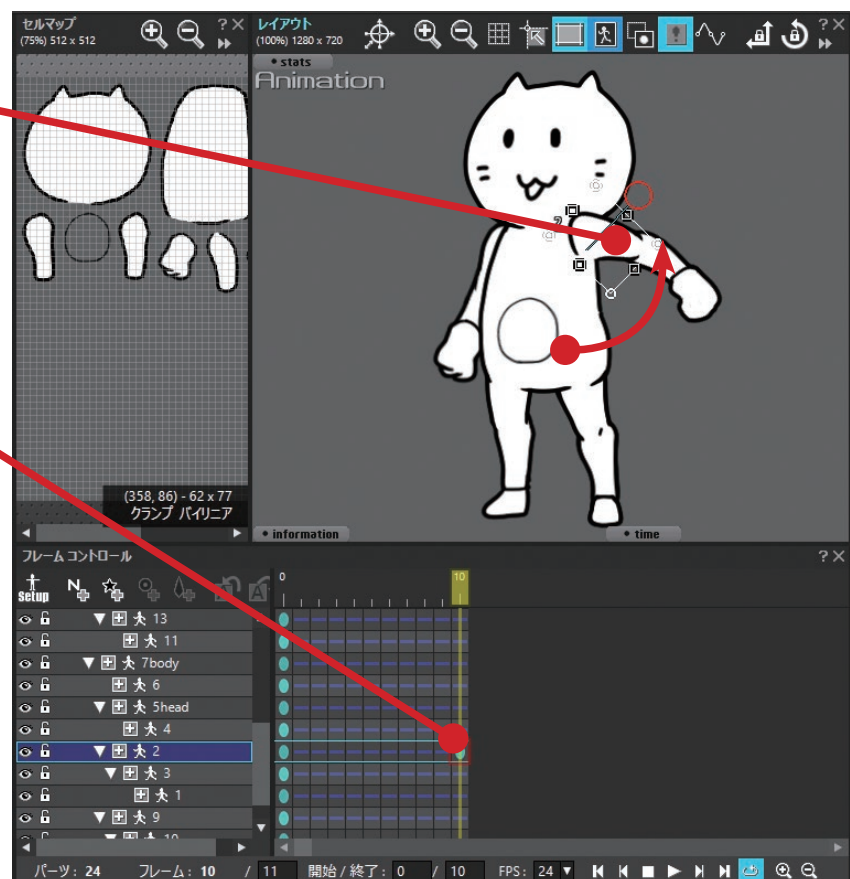 セルマップ
(75%) 512 x 512
? ×
レイアウト
(100%) 1280 x 720
? ×
• stats
Animation
2
(358, 86) - 62 x 77
クランプ バイリニア
• information
• time
フレーム コントロール
? ×
Setup
0
10
13
11
7body
6
5head
4
2
3
1
9
パーツ: 24 フレーム: 10 / 11 開始 / 終了: 0 / 10 FPS: 24